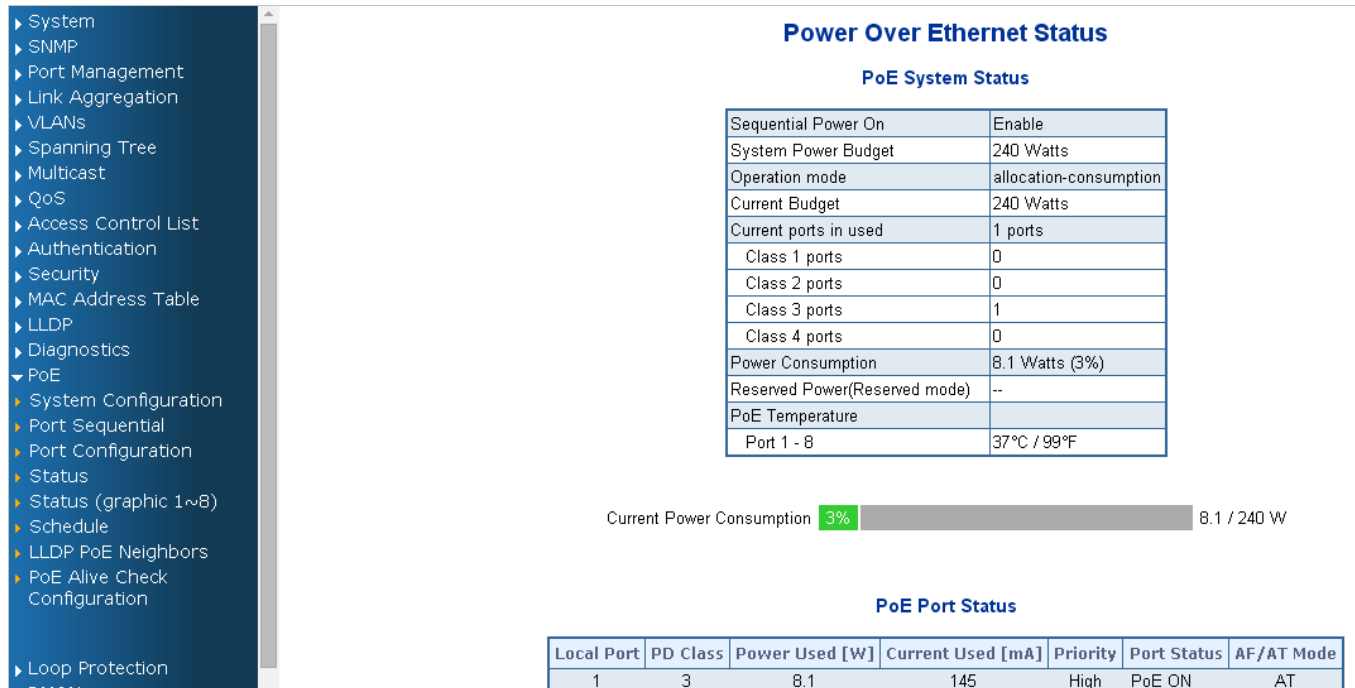 System
SNMP
Port Management
Link Aggregation
VLANs
Spanning Tree
Multicast
QoS
Access Control List
Authentication
Security
MAC Address Table
LLDP
Diagnostics
PoE
System Configuration
Port Sequential
Port Configuration
Status
Status (graphic 1~8)
Schedule
LLDP PoE Neighbors
PoE Alive Check
Configuration
Loop Protection
Power Over Ethernet Status
PoE System Status
Sequential Power On Enable
System Power Budget 240 Watts
Operation mode allocation-consumption
Current Budget 240 Watts
Current ports in used 1 ports
Class 1 ports 0
Class 2 ports 0
Class 3 ports 1
Class 4 ports 0
Power Consumption 8.1 Watts (3%)
Reserved Power(Reserved mode) --
PoE Temperature
Port 1 - 8 37°C / 99°F
Current Power Consumption 3% 8.1 / 240 W
PoE Port Status
Local Port PD Class Power Used [W] Current Used [mA] Priority Port Status AF/AT Mode
1 3 8.1 145 High PoE ON AT